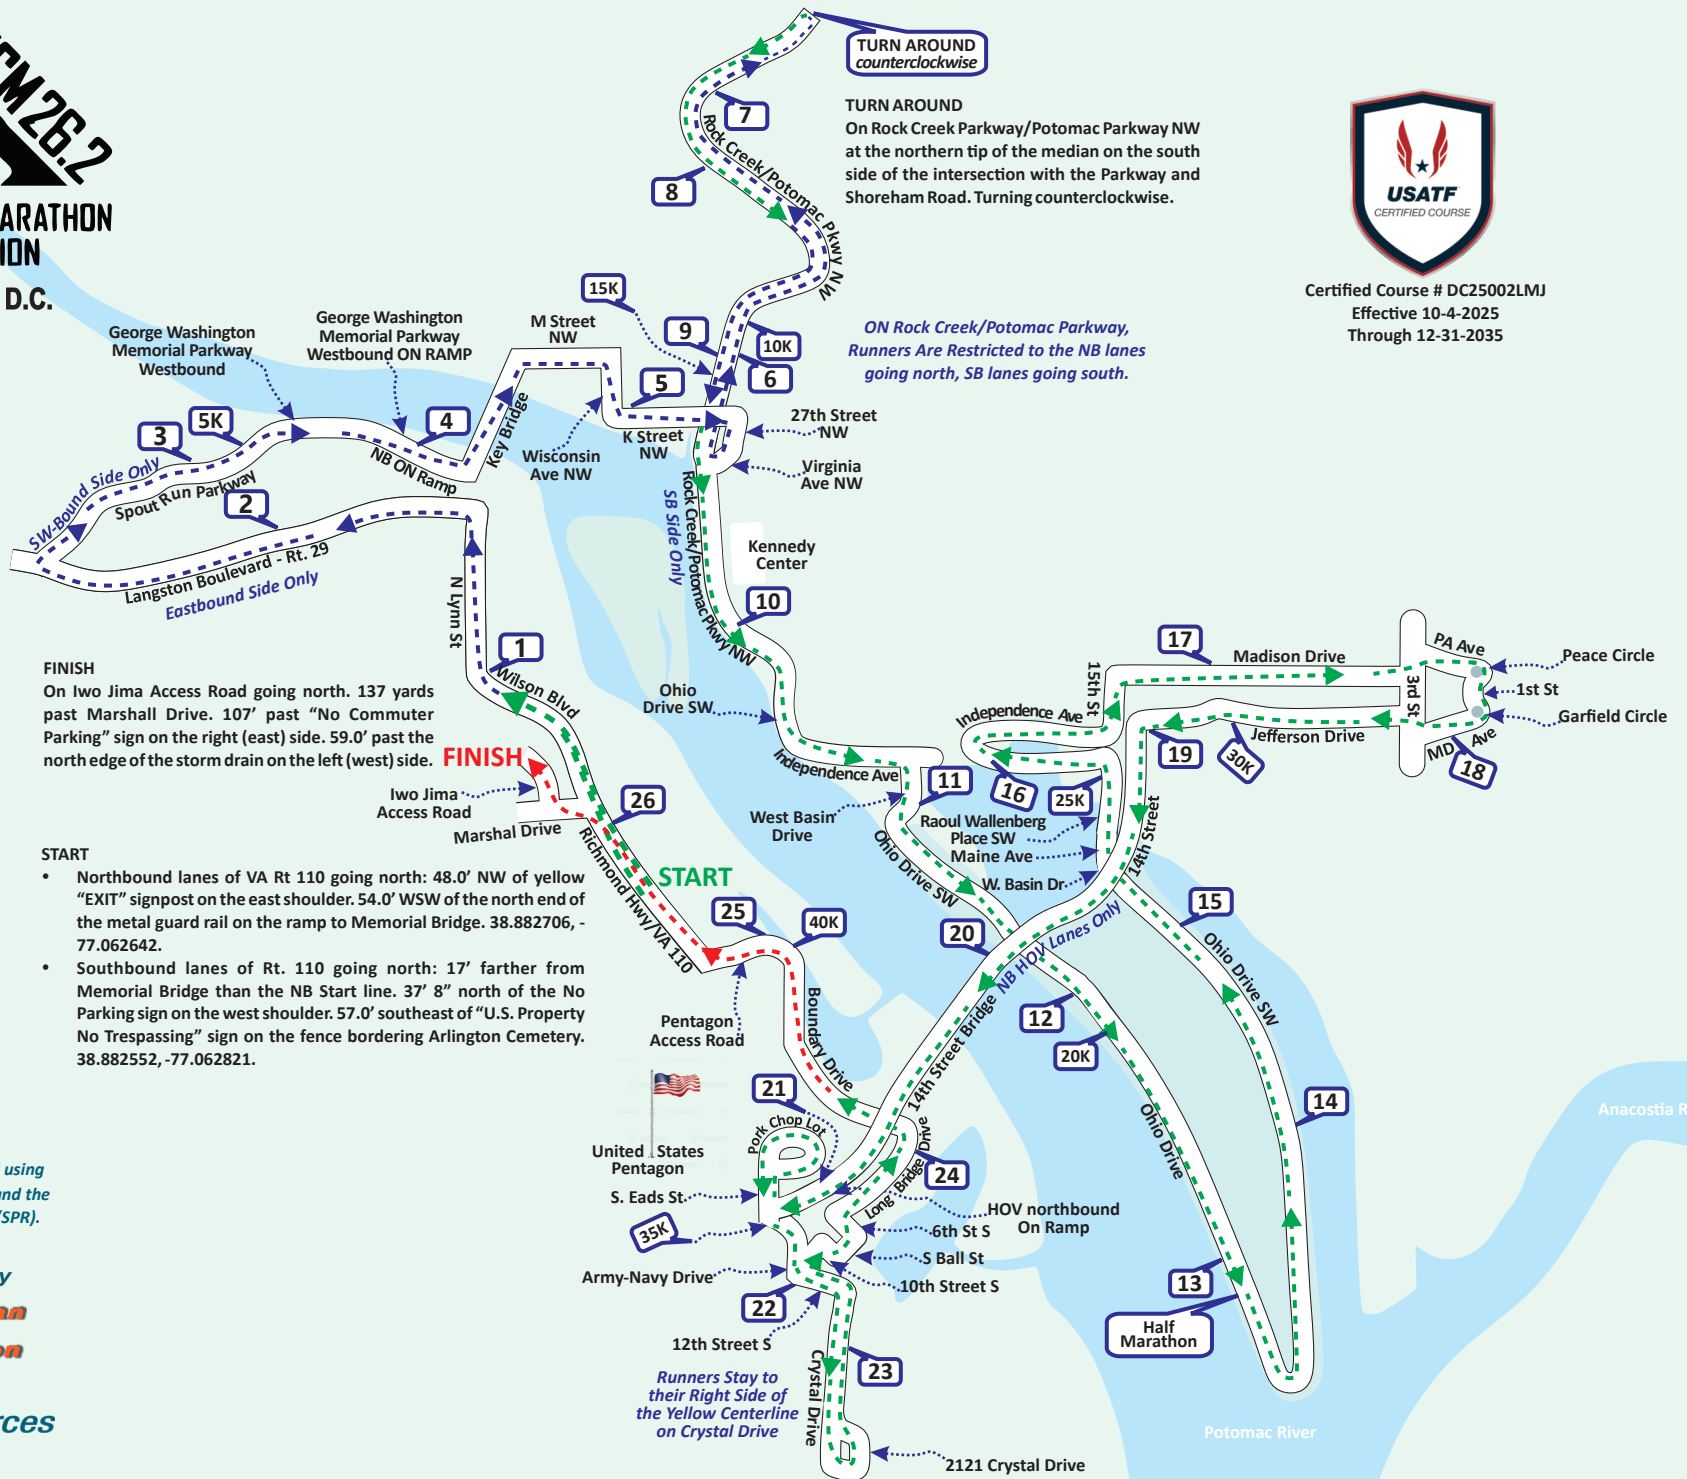 CM26.2
ARATHON
ION
D.C.
TURN AROUND
counterclockwise
TURN AROUND
On Rock Creek Parkway/Potomac Parkway NW
at the northern tip of the median on the south
side of the intersection with the Parkway and
Shoreham Road. Turning counterclockwise.
USATF
CERTIFIED COURSE
Certified Course # DC25002LMJ
Effective 10-4-2025
Through 12-31-2035
7
8
Rock Creek/Potomac Pkwy NW
15K
9
10K
6
ON Rock Creek/Potomac Parkway,
Runners Are Restricted to the NB lanes
going north, SB lanes going south.
George Washington
Memorial Parkway
Westbound
George Washington
Memorial Parkway
Westbound ON RAMP
M Street
NW
5
3
5K
4
Key Bridge
Wisconsin
Ave NW
K Street
NW
27th Street
NW
Virginia
Ave NW
NB ON Ramp
SW-Bound Side Only
Spout Run Parkway
2
Langston Boulevard - Rt. 29
Eastbound Side Only
N Lynn St
Rock Creek/Potomac Pkwy NW
SB Side Only
Kennedy
Center
10
1
Wilson Blvd
Ohio
Drive SW
Independence Ave
FINISH
On Iwo Jima Access Road going north. 137 yards
past Marshall Drive. 107’ past “No Commuter
Parking” sign on the right (east) side. 59.0’ past the
north edge of the storm drain on the left (west) side.
FINISH
Iwo Jima
Access Road
Marshal Drive
26
START
Richmond Hwy/VA 110
START
• Northbound lanes of VA Rt 110 going north: 48.0’ NW of yellow
“EXIT” signpost on the east shoulder. 54.0’ WSW of the north end of
the metal guard rail on the ramp to Memorial Bridge. 38.882706, -
77.062642.
• Southbound lanes of Rt. 110 going north: 17’ farther from
Memorial Bridge than the NB Start line. 37’ 8” north of the No
Parking sign on the west shoulder. 57.0’ southeast of “U.S. Property
No Trespassing” sign on the fence bordering Arlington Cemetery.
38.882552, -77.062821.
17
Madison Drive
PA Ave
Peace Circle
1st St
Garfield Circle
15th St
3rd St
Independence Ave
Jefferson Drive
MD Ave
18
19
30K
16
25K
11
West Basin
Drive
Raoul Wallenberg
Place SW
Maine Ave
W. Basin Dr
14th Street
Ohio Drive SW
20
NB HOV Lanes Only
15
Ohio Drive SW
25
40K
Pentagon
Access Road
Boundary Drive
14th Street Bridge
12
20K
Ohio Drive
14
Anacostia R
21
Pork Chop Lot
United States
Pentagon
S. Eads St
35K
Army-Navy Drive
24
Long Bridge Drive
HOV northbound
On Ramp
6th St S
S Ball St
10th Street S
22
12th Street S
13
Half
Marathon
23
Crystal Drive
Runners Stay to
their Right Side of
the Yellow Centerline
on Crystal Drive
2121 Crystal Drive
Potomac River
using
nd the
(SPR).
y
an
on
rces